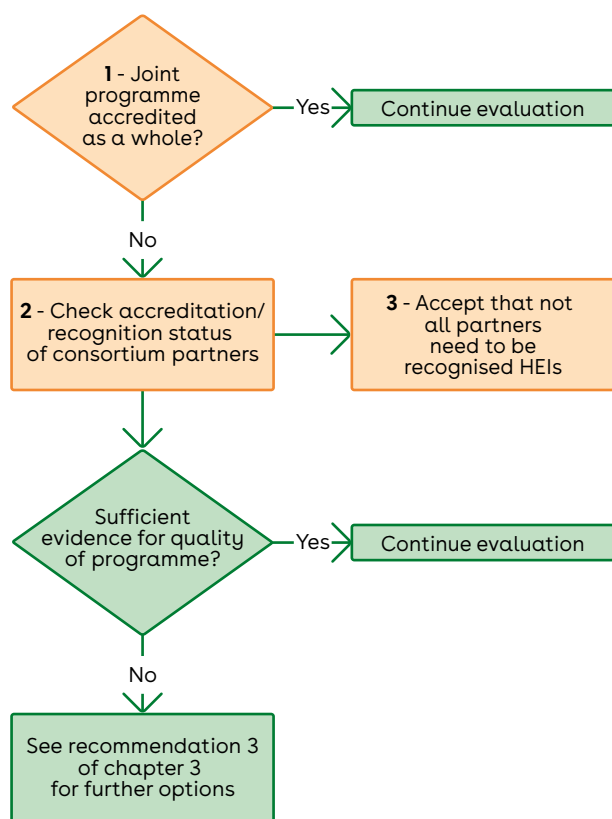 1 - Joint
programme
accredited
as a whole?
Yes
Continue evaluation
No
2 - Check accreditation/
recognition status
of consortium partners
3 - Accept that not
all partners
need to be
recognised HEIs
Sufficient
evidence for quality
of programme?
Yes
Continue evaluation
No
See recommendation 3
of chapter 3
for further options